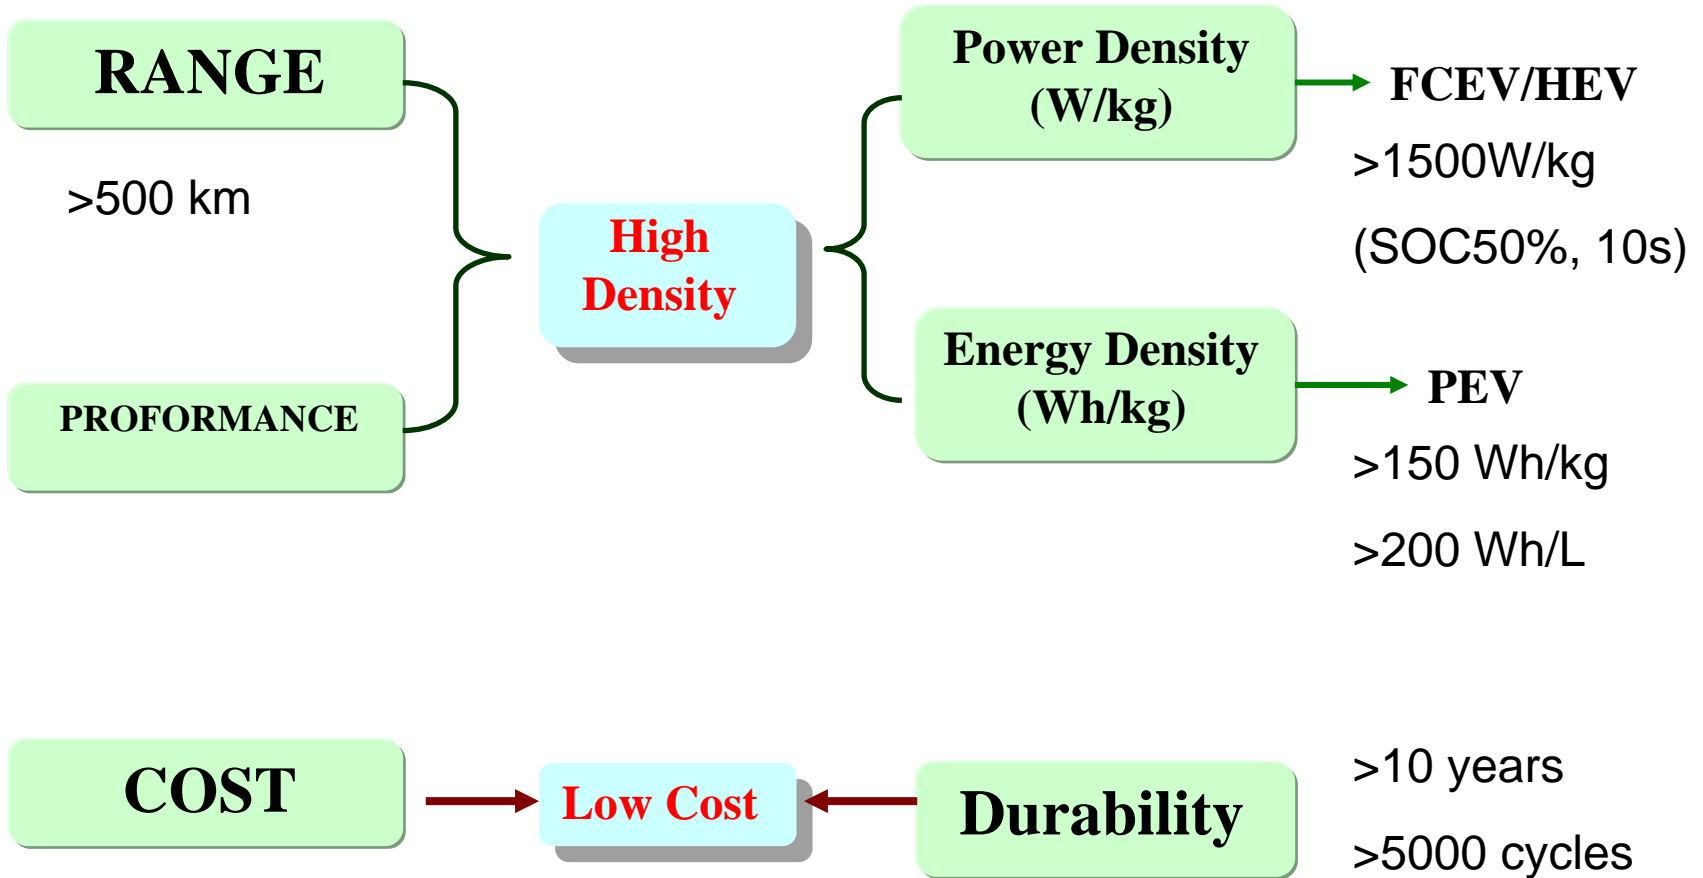 RANGE
>500 km
PROFORMANCE
High
Density
Power Density
(W/kg)
FCEV/HEV
>1500W/kg
(SOC50%, 10s)
Energy Density
(Wh/kg)
PEV
>150 Wh/kg
>200 Wh/L
COST
Low Cost
Durability
>10 years
>5000 cycles